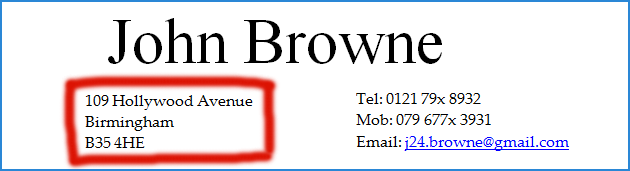 John Browne
109 Hollywood Avenue
Birmingham
B35 4HE
Tel: 0121 79x 8932
Mob: 079 677x 3931
Email: j24.browne@gmail.com